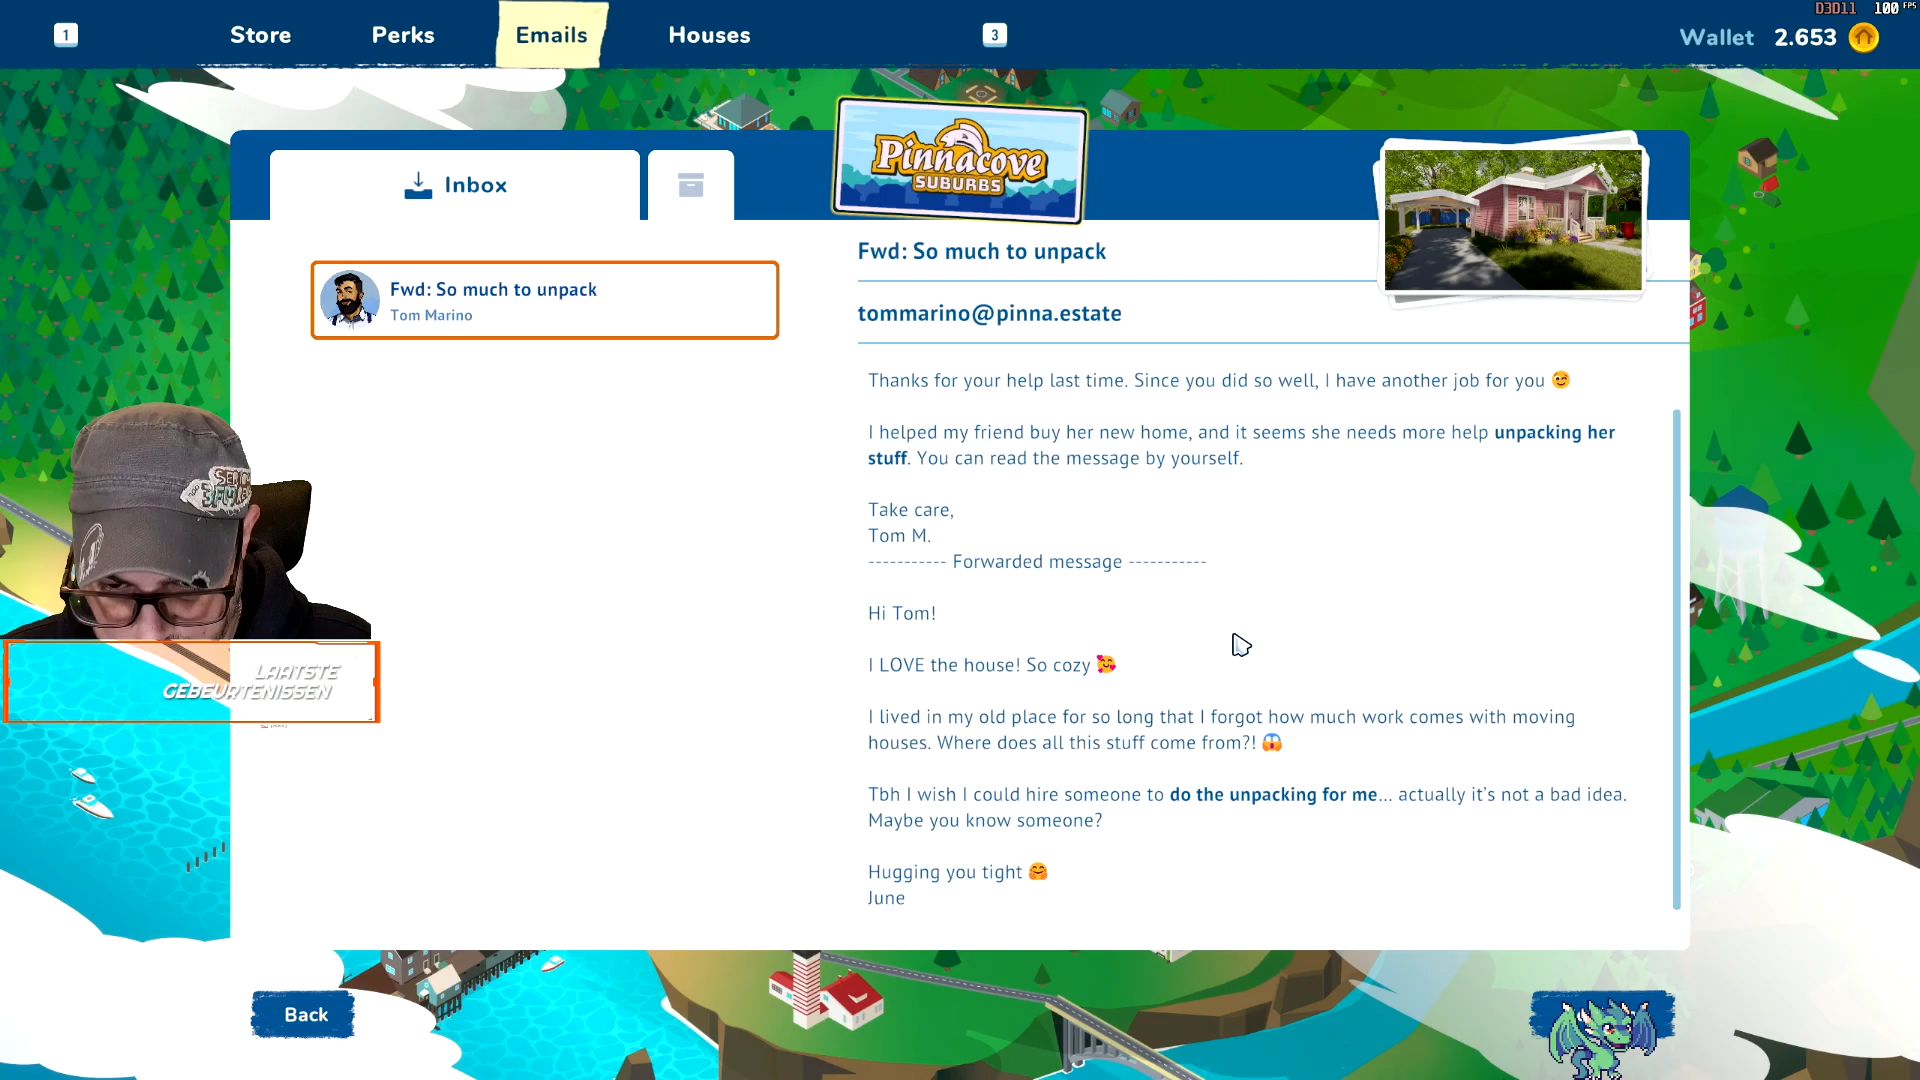 D3D11 100 FPS
1
Store
Perks
Emails
Houses
3
Wallet 2.653
Pinnacove
SUBURBS
Inbox
Fwd: So much to unpack
Tom Marino
Fwd: So much to unpack
tommarino@pinna.estate
Thanks for your help last time. Since you did so well, I have another job for you 😉
I helped my friend buy her new home, and it seems she needs more help unpacking her
stuff. You can read the message by yourself.
Take care,
Tom M.
----------- Forwarded message -----------
Hi Tom!
I LOVE the house! So cozy 🥰
I lived in my old place for so long that I forgot how much work comes with moving
houses. Where does all this stuff come from?! 😱
Tbh I wish I could hire someone to do the unpacking for me... actually it's not a bad idea.
Maybe you know someone?
Hugging you tight 🤗
June
LAATSTE
GEBEURTENISSEN
Back